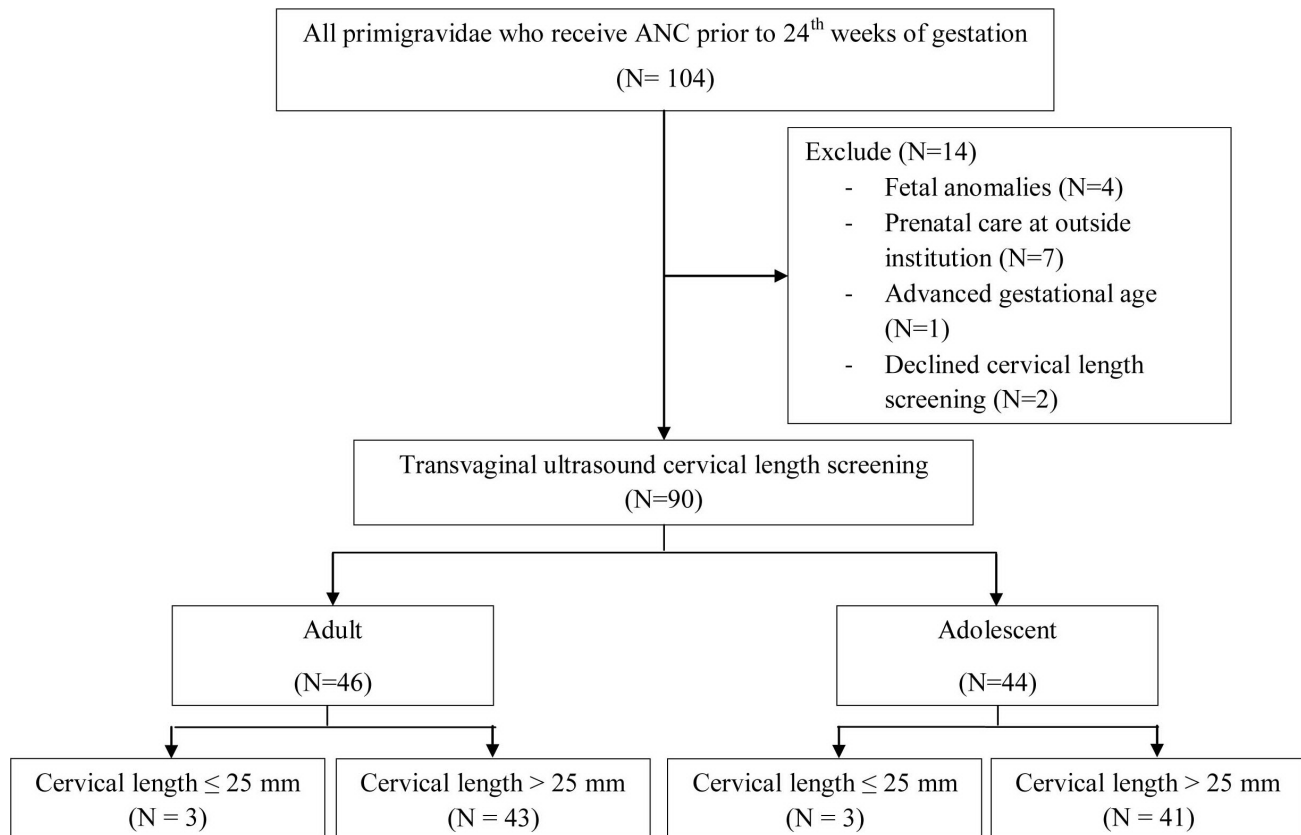 All primigravidae who receive ANC prior to 24th weeks of gestation
(N= 104)
Exclude (N=14)
- Fetal anomalies (N=4)
- Prenatal care at outside
institution (N=7)
- Advanced gestational age
(N=1)
- Declined cervical length
screening (N=2)
Transvaginal ultrasound cervical length screening
(N=90)
Adult
(N=46)
Adolescent
(N=44)
Cervical length ≤ 25 mm
(N = 3)
Cervical length > 25 mm
(N = 43)
Cervical length ≤ 25 mm
(N = 3)
Cervical length > 25 mm
(N = 41)